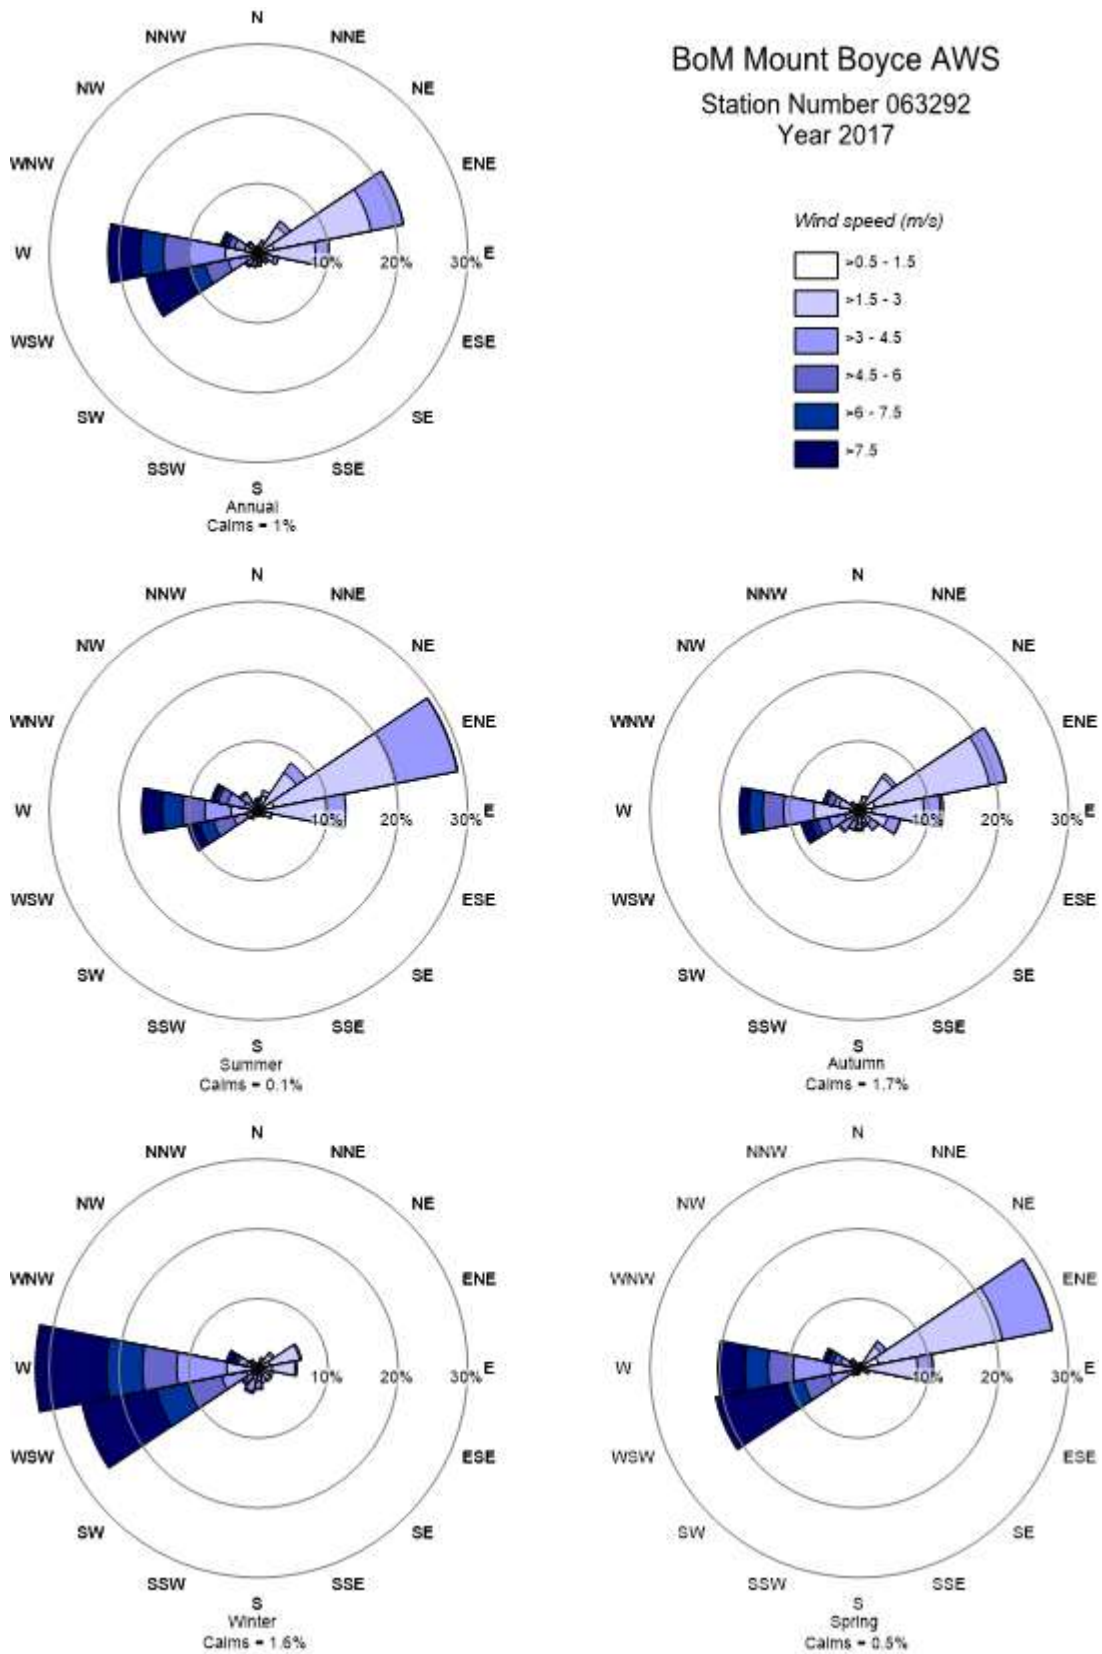 BoM Mount Boyce AWS
Station Number 063292
Year 2017
Wind speed (m/s)
>0.5 - 1.5
>1.5 - 3
>3 - 4.5
>4.5 - 6
>6 - 7.5
>7.5
N
NNW NNE
NW NE
WNW ENE
W 10% 20% 30% E
WSW ESE
SW SE
SSW SSE
S
Annual
Calms = 1%
N
NNW NNE
NW NE
WNW ENE
W 10% 20% 30% E
WSW ESE
SW SE
SSW SSE
S
Summer
Calms = 0.1%
N
NNW NNE
NW NE
WNW ENE
W 10% 20% 30% E
WSW ESE
SW SE
SSW SSE
S
Autumn
Calms = 1.7%
N
NNW NNE
NW NE
WNW ENE
W 10% 20% 30% E
WSW ESE
SW SE
SSW SSE
S
Winter
Calms = 1.6%
N
NNW NNE
NW NE
WNW ENE
W 10% 20% 30% E
WSW ESE
SW SE
SSW SSE
S
Spring
Calms = 0.5%